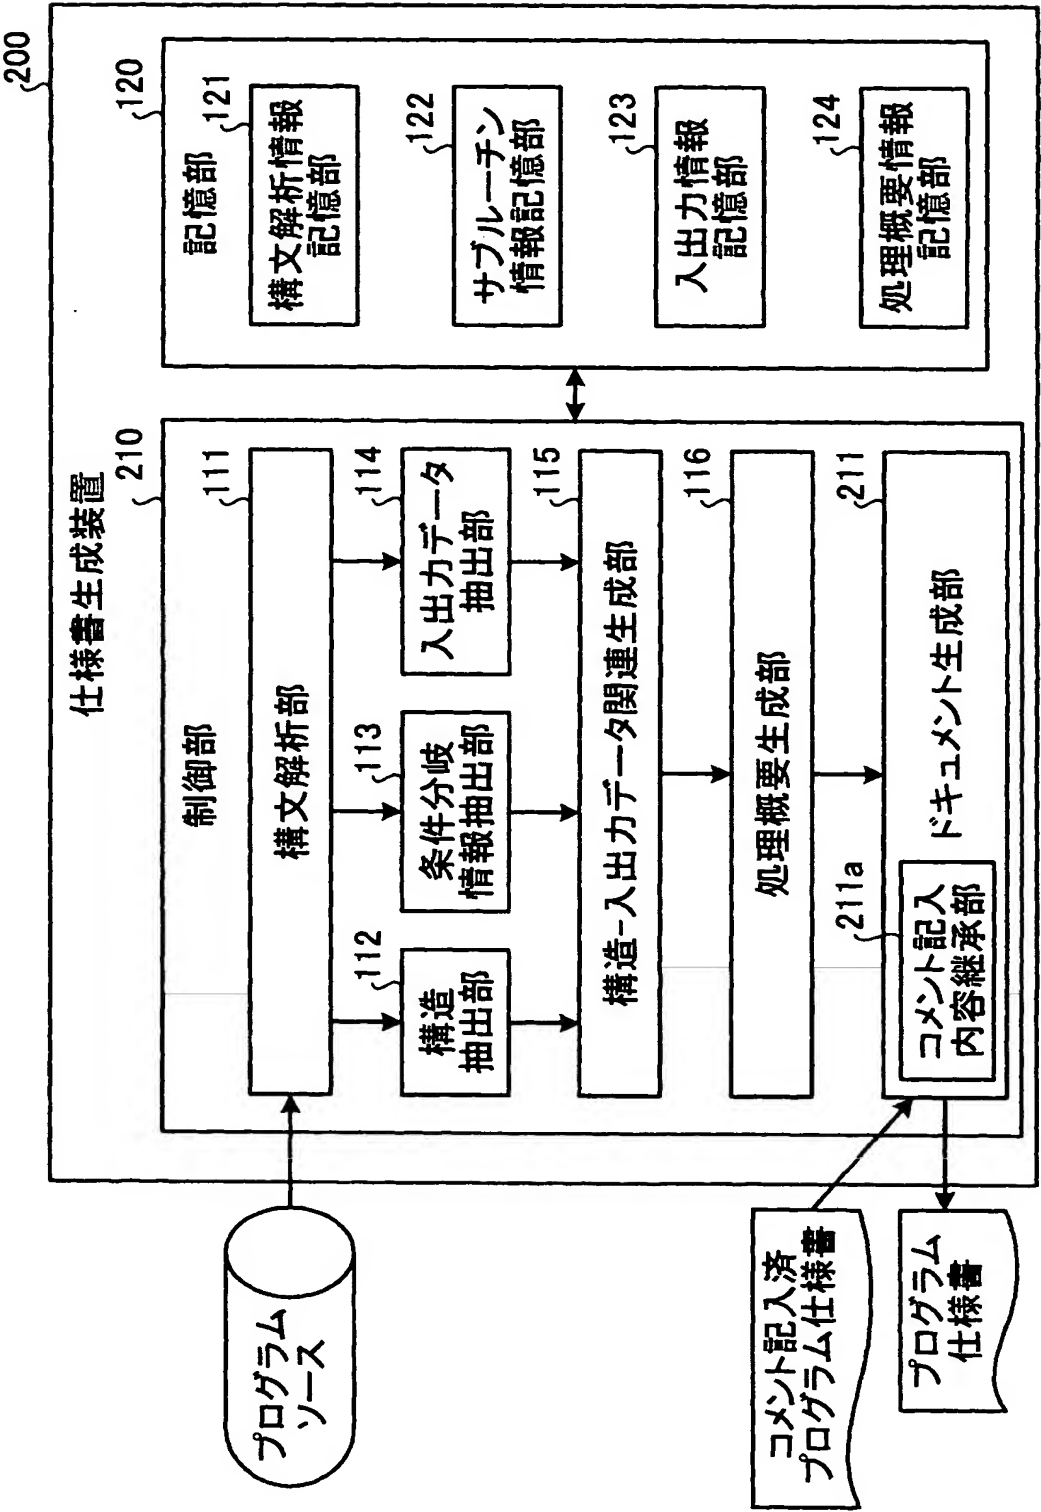 仕様書生成装置
200
制御部
210
構文解析部
111
構造
抽出部
112
条件分岐
情報抽出部
113
入出力データ
抽出部
114
構造-入出力データ関連生成部
115
処理概要生成部
116
ドキュメント生成部
211
コメント記入
内容継承部
211a
記憶部
120
構文解析情報
記憶部
121
サブルーチン
情報記憶部
122
入出力情報
記憶部
123
処理概要情報
記憶部
124
プログラム
ソース
コメント記入済
プログラム仕様書
プログラム
仕様書